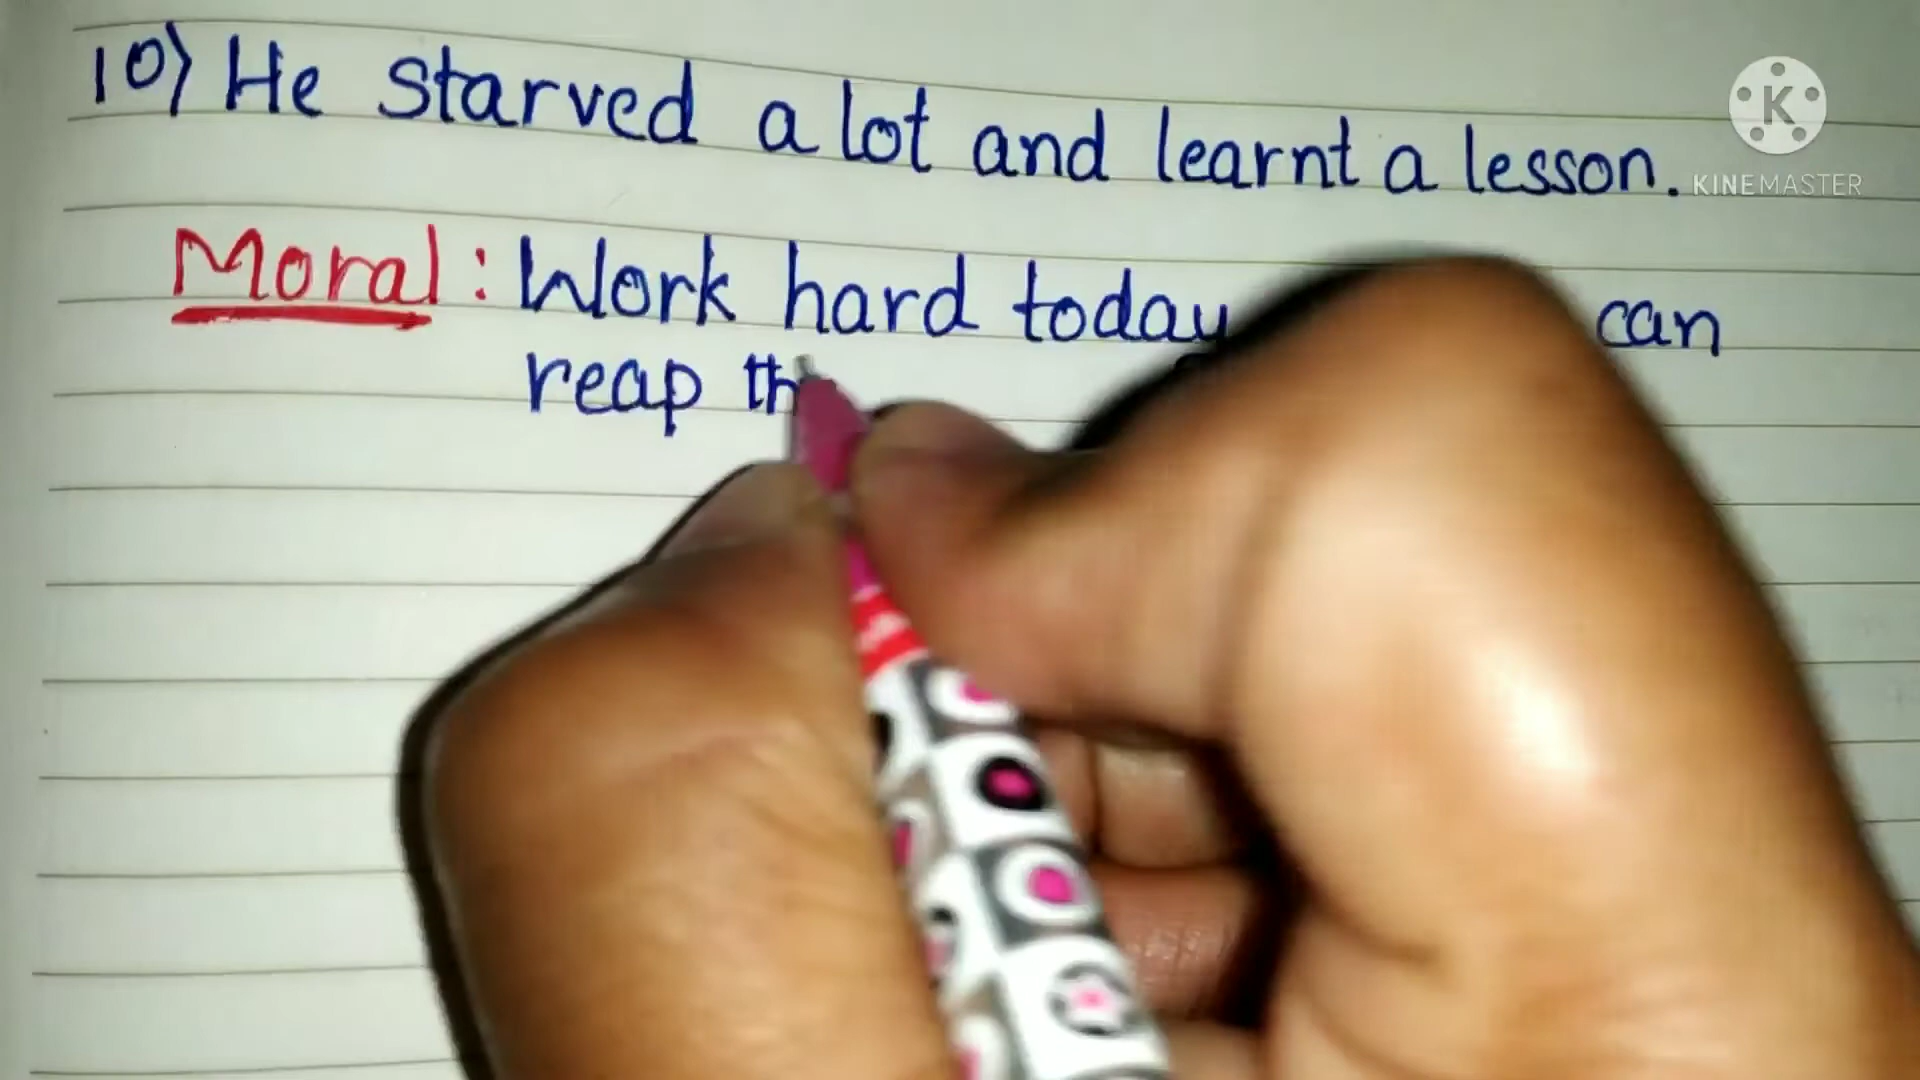 10) He starved a lot and learnt a lesson.
Moral: Work hard today can
reap th
K
KINEMASTER